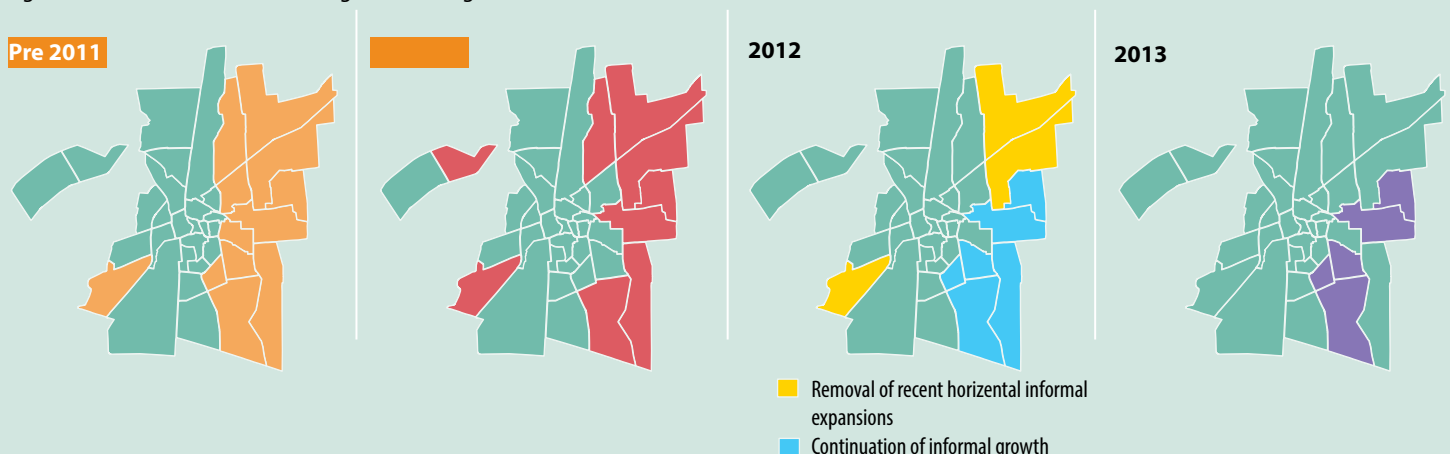 Pre 2011
2012
2013
Removal of recent horizental informal
expansions
Continuation of informal growth